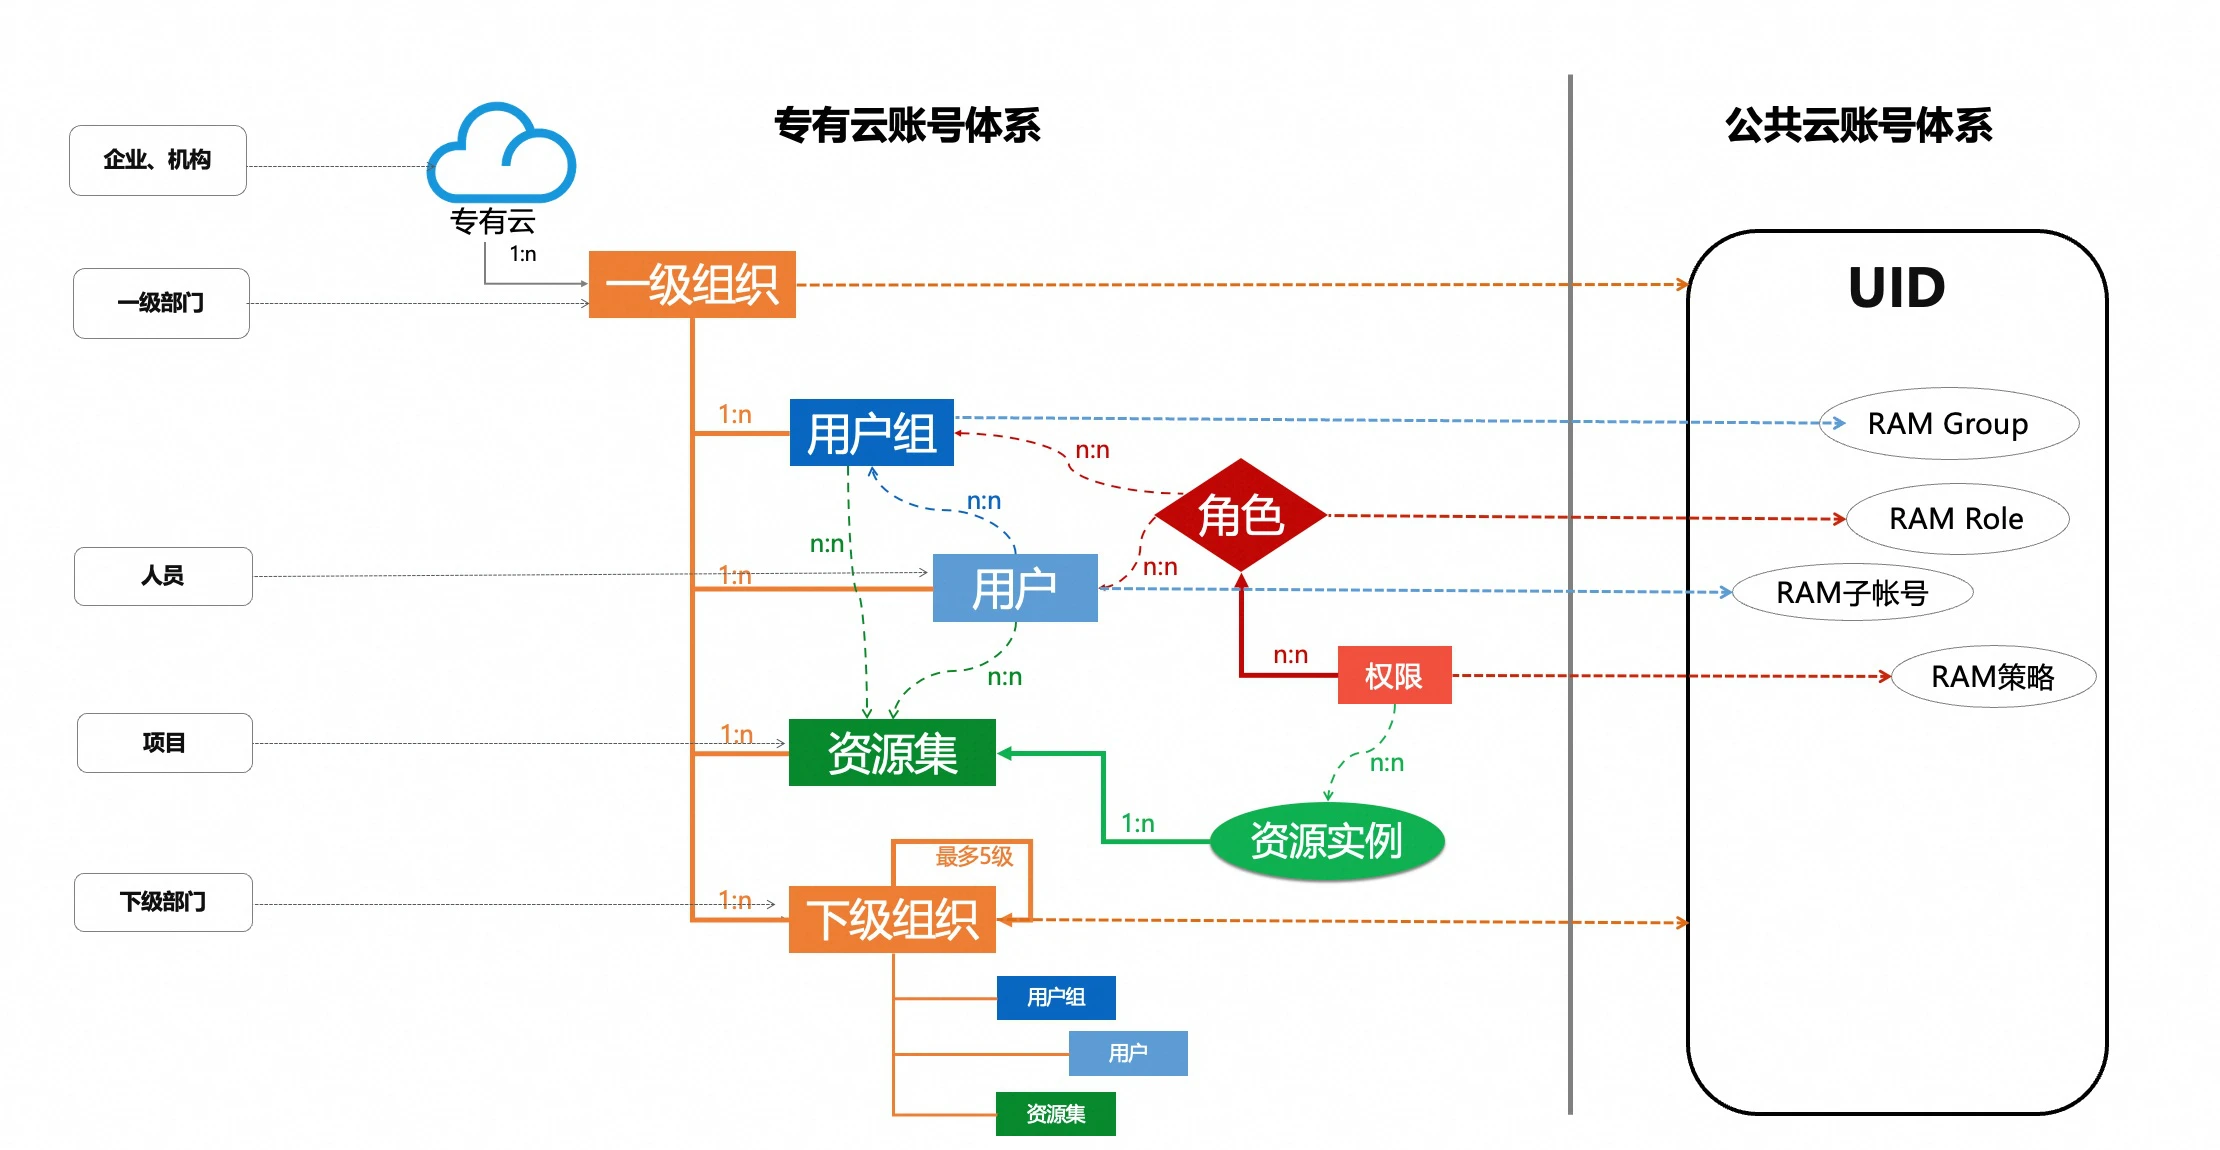 专有云账号体系
公共云账号体系
企业、机构
专有云
1:n
一级部门
一级组织
UID
1:n
用户组
RAM Group
n:n
n:n
角色
RAM Role
n:n
人员
1:n
用户
n:n
RAM子帐号
n:n
n:n
权限
RAM策略
项目
1:n
资源集
n:n
1:n
资源实例
最多5级
下级部门
1:n
下级组织
用户组
用户
资源集